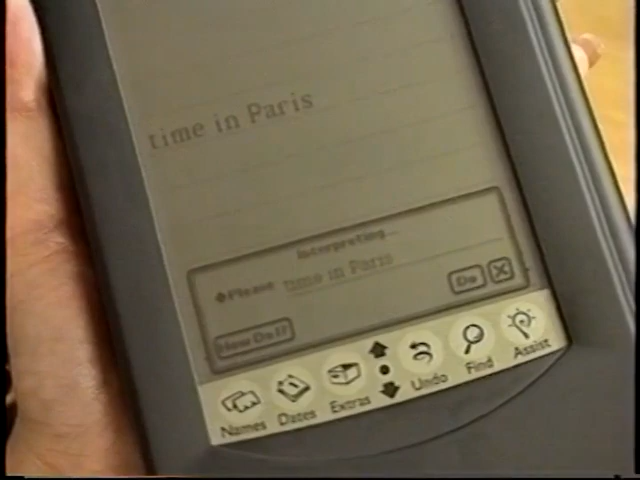 time in Paris
Interpreting...
Please time in Paris
Do X
How Do I?
Names Dates Extras Undo Find Assist